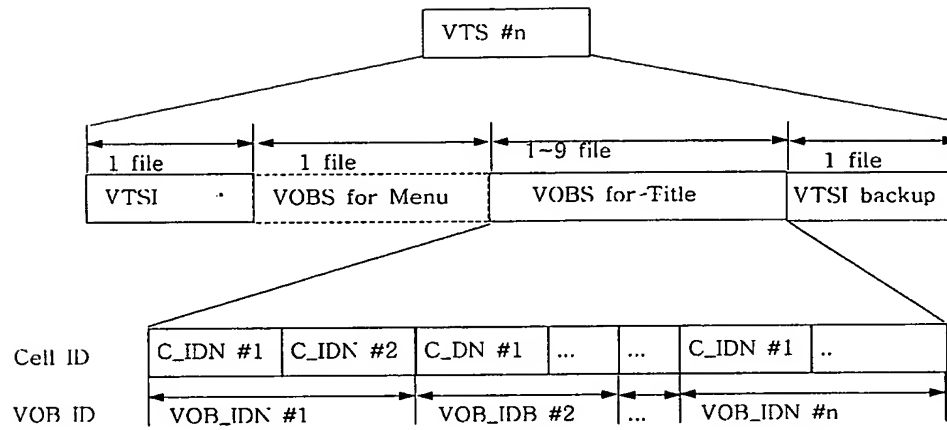 VTS #n
1 file 1 file 1~9 file 1 file
VTSI VOBS for Menu VOBS for Title VTSI backup
Cell ID C_IDN #1 C_IDN #2 C_DN #1 ... ... C_IDN #1 ..
VOB ID VOB_IDN #1 VOB_IDB #2 ... VOB_IDN #n